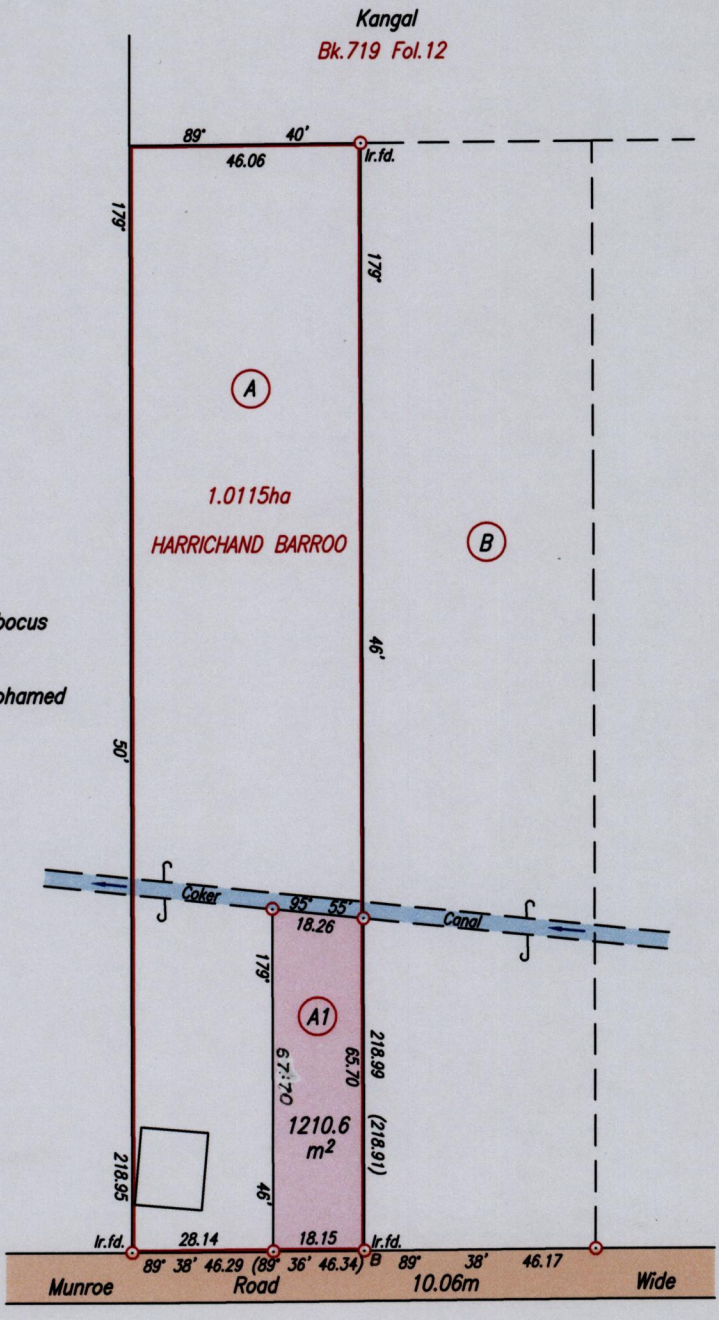 Kangal
Bk.719 Fol.12
89° 40'
46.06
Ir.fd.
179°
179°
A
1.0115ha
HARRICHAND BARROO
B
bocus
46'
ohamed
50'
Coker
95° 55'
Canal
18.26
179°
A1
218.99
65.70
67.70
1210.6
m²
(218.91)
218.95
46'
Ir.fd.
28.14
18.15
Ir.fd.
89° 38' 46.29 (89° 36' 46.34) B 89° 38' 46.17
Munroe Road 10.06m Wide